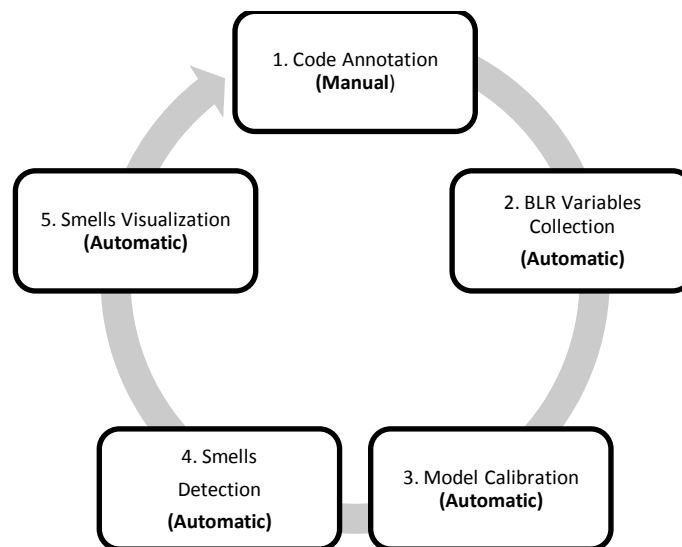 1. Code Annotation
(Manual)
2. BLR Variables
Collection
(Automatic)
3. Model Calibration
(Automatic)
4. Smells
Detection
(Automatic)
5. Smells Visualization
(Automatic)